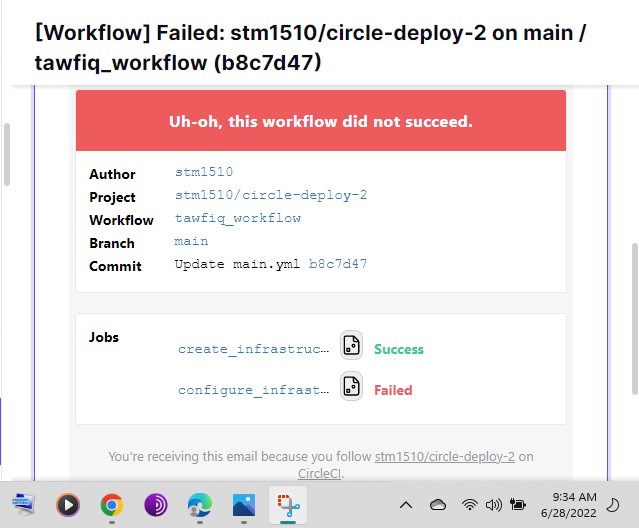 [Workflow] Failed: stm1510/circle-deploy-2 on main /
tawfiq_workflow (b8c7d47)
Uh-oh, this workflow did not succeed.
Author stm1510
Project stm1510/circle-deploy-2
Workflow tawfiq_workflow
Branch main
Commit Update main.yml b8c7d47
Jobs
create_infrastruc… Success
configure_infrast… Failed
You're receiving this email because you follow stm1510/circle-deploy-2 on
CircleCI.
9:34 AM
6/28/2022